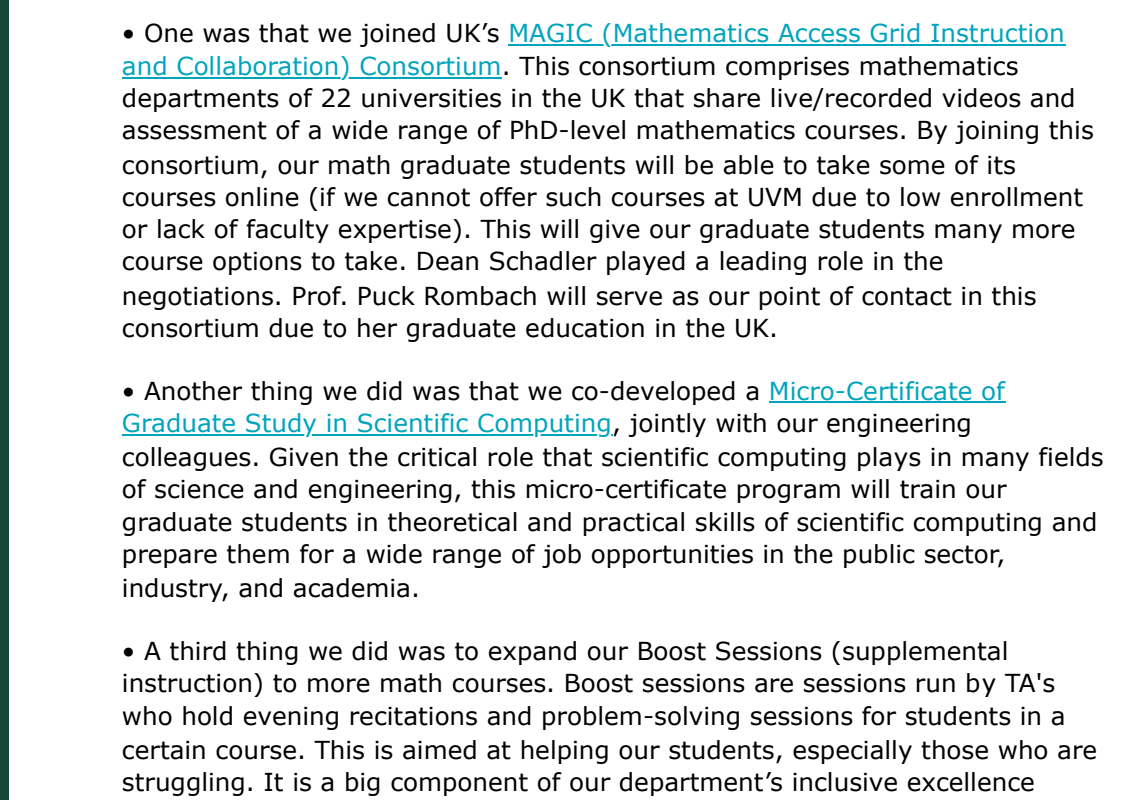 • One was that we joined UK’s MAGIC (Mathematics Access Grid Instruction
and Collaboration) Consortium. This consortium comprises mathematics
departments of 22 universities in the UK that share live/recorded videos and
assessment of a wide range of PhD-level mathematics courses. By joining this
consortium, our math graduate students will be able to take some of its
courses online (if we cannot offer such courses at UVM due to low enrollment
or lack of faculty expertise). This will give our graduate students many more
course options to take. Dean Schadler played a leading role in the
negotiations. Prof. Puck Rombach will serve as our point of contact in this
consortium due to her graduate education in the UK.
• Another thing we did was that we co-developed a Micro-Certificate of
Graduate Study in Scientific Computing, jointly with our engineering
colleagues. Given the critical role that scientific computing plays in many fields
of science and engineering, this micro-certificate program will train our
graduate students in theoretical and practical skills of scientific computing and
prepare them for a wide range of job opportunities in the public sector,
industry, and academia.
• A third thing we did was to expand our Boost Sessions (supplemental
instruction) to more math courses. Boost sessions are sessions run by TA's
who hold evening recitations and problem-solving sessions for students in a
certain course. This is aimed at helping our students, especially those who are
struggling. It is a big component of our department’s inclusive excellence